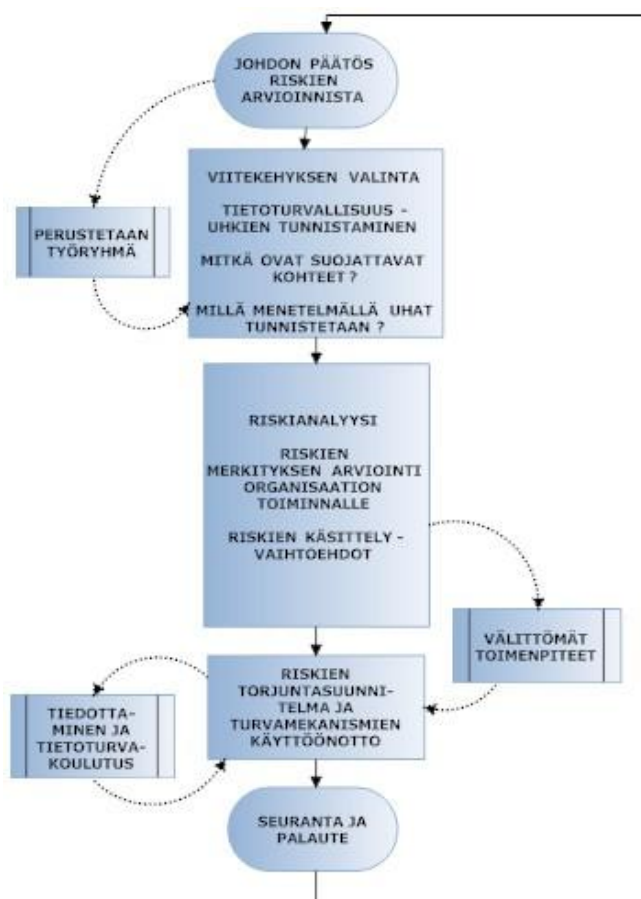 JOHDON PÄÄTÖS
RISKIEN
ARVIOINNISTA
VIITEKEHYKSEN VALINTA
TIETOTURVALLISUUS -
UHKIEN TUNNISTAMINEN
MITKÄ OVAT SUOJATTAVAT
KOHTEET ?
MILLÄ MENETELMÄLLÄ UHAT
TUNNISTETAAN ?
PERUSTETAAN
TYÖRYHMÄ
RISKIANALYYSI
RISKIEN
MERKITYKSEN ARVIOINTI
ORGANISAATION
TOIMINNALLE
RISKIEN KÄSITTELY -
VAIHTOEHDOT
VÄLITTÖMÄT
TOIMENPITEET
RISKIEN
TORJUNTASUUNNI-
TELMA JA
TURVAMEKANISMIEN
KÄYTTÖÖNOTTO
TIEDOTTA-
MINEN JA
TIETOTURVA-
KOULUTUS
SEURANTA JA
PALAUTE